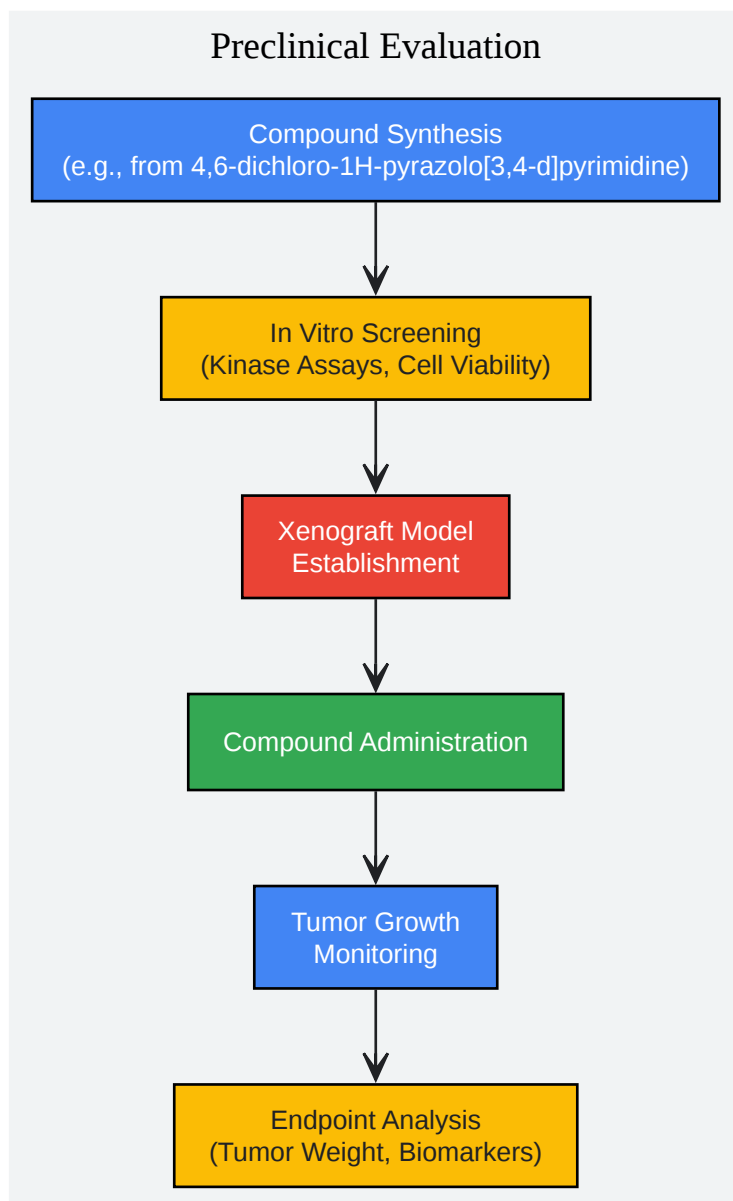 Preclinical Evaluation
Compound Synthesis
(e.g., from 4,6-dichloro-1H-pyrazolo[3,4-d]pyrimidine)
In Vitro Screening
(Kinase Assays, Cell Viability)
Xenograft Model
Establishment
Compound Administration
Tumor Growth
Monitoring
Endpoint Analysis
(Tumor Weight, Biomarkers)